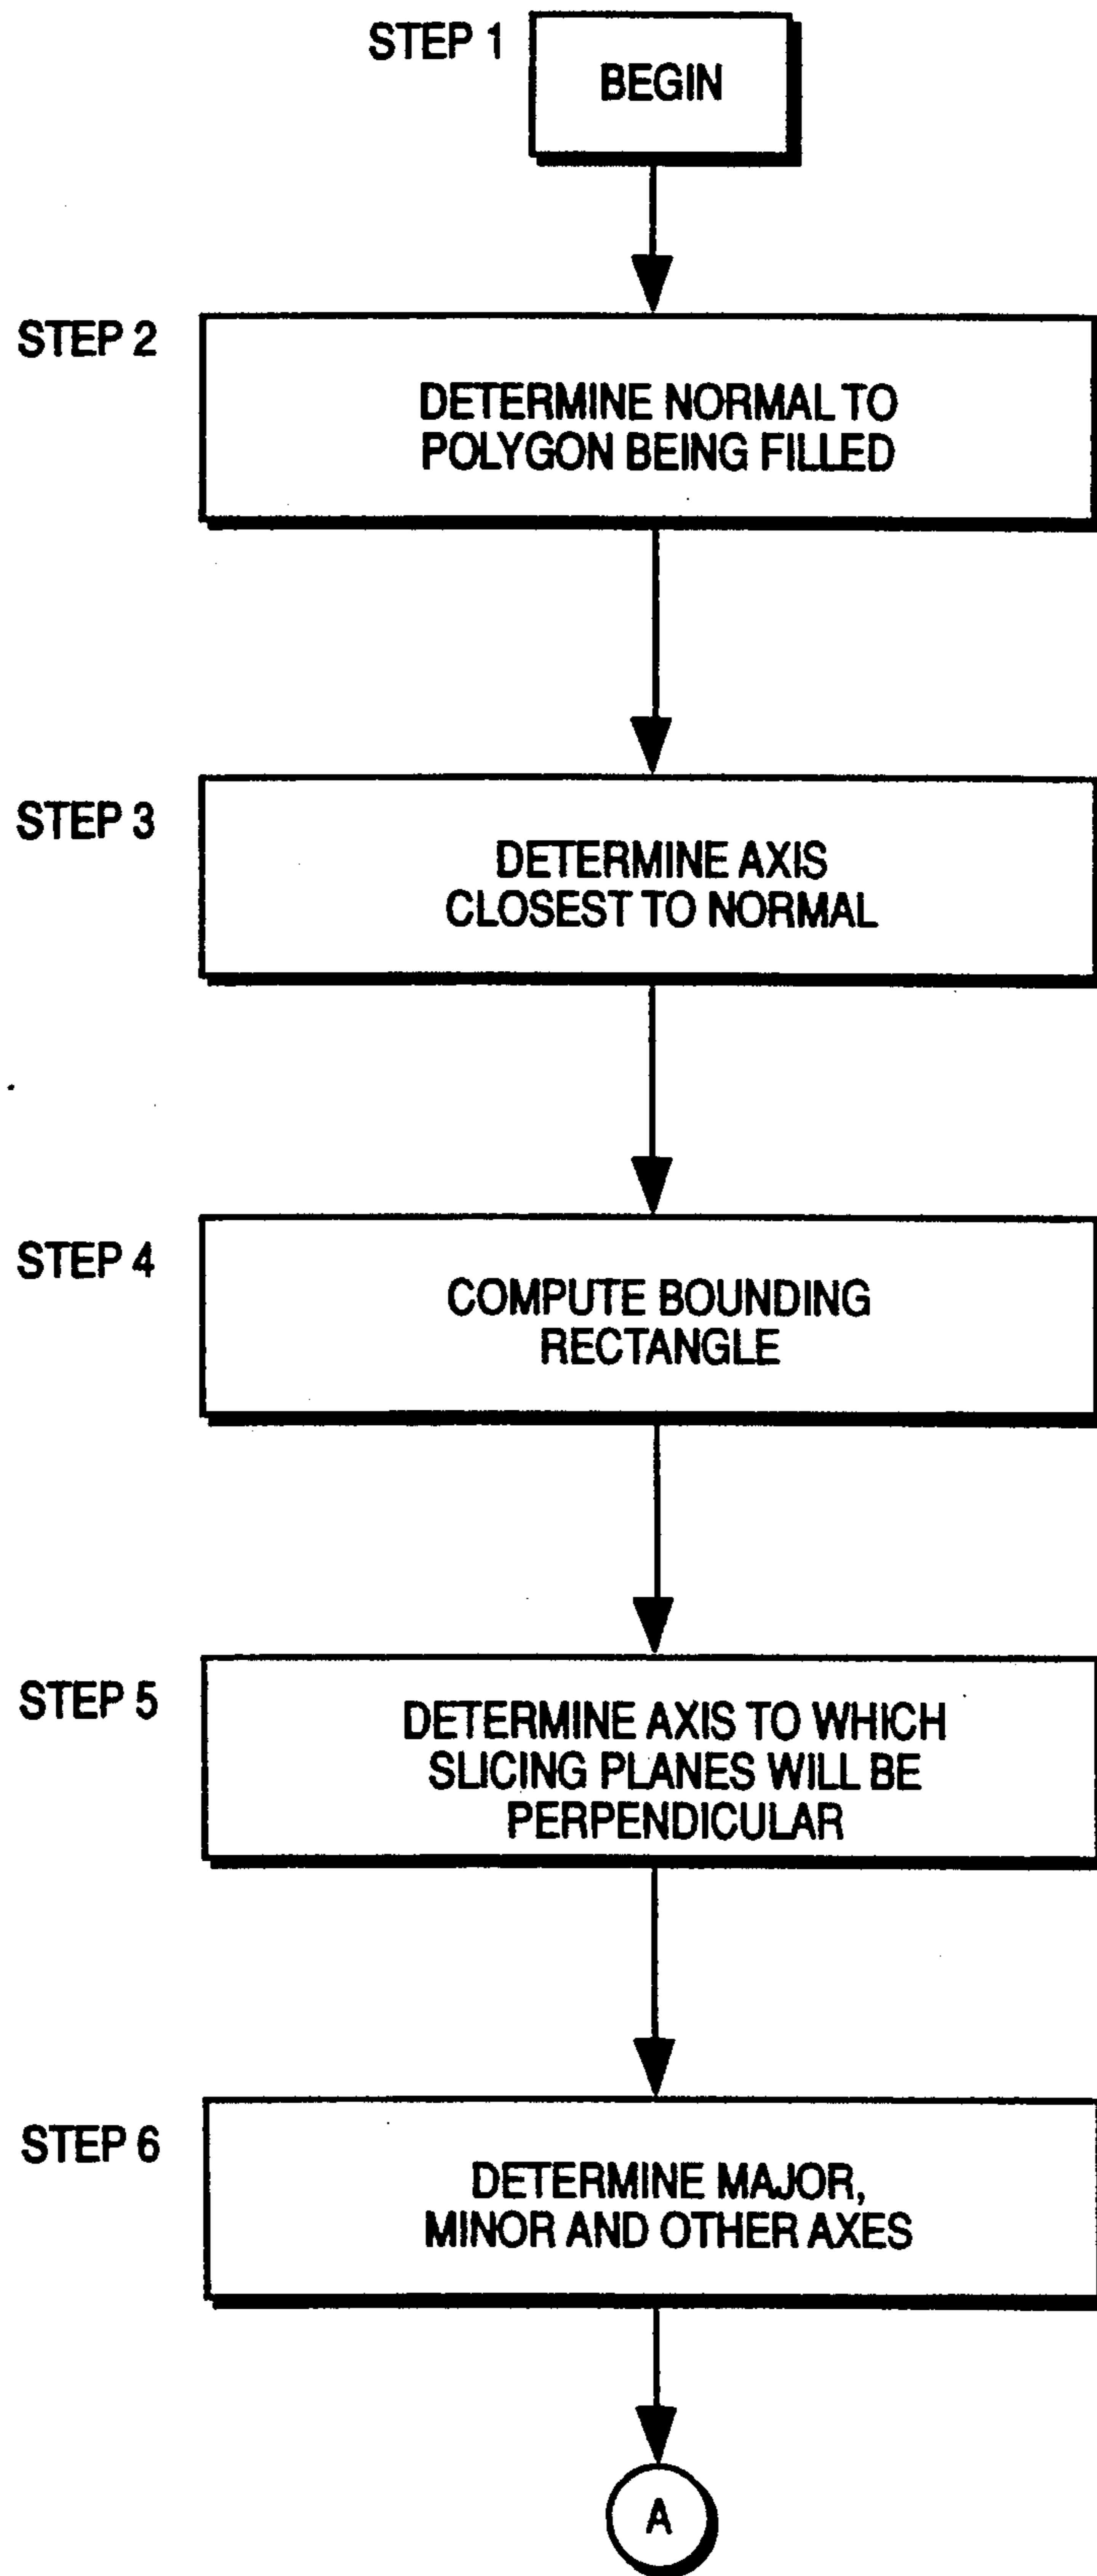 STEP 1
BEGIN
STEP 2
DETERMINE NORMAL TO
POLYGON BEING FILLED
STEP 3
DETERMINE AXIS
CLOSEST TO NORMAL
STEP 4
COMPUTE BOUNDING
RECTANGLE
STEP 5
DETERMINE AXIS TO WHICH
SLICING PLANES WILL BE
PERPENDICULAR
STEP 6
DETERMINE MAJOR,
MINOR AND OTHER AXES
A